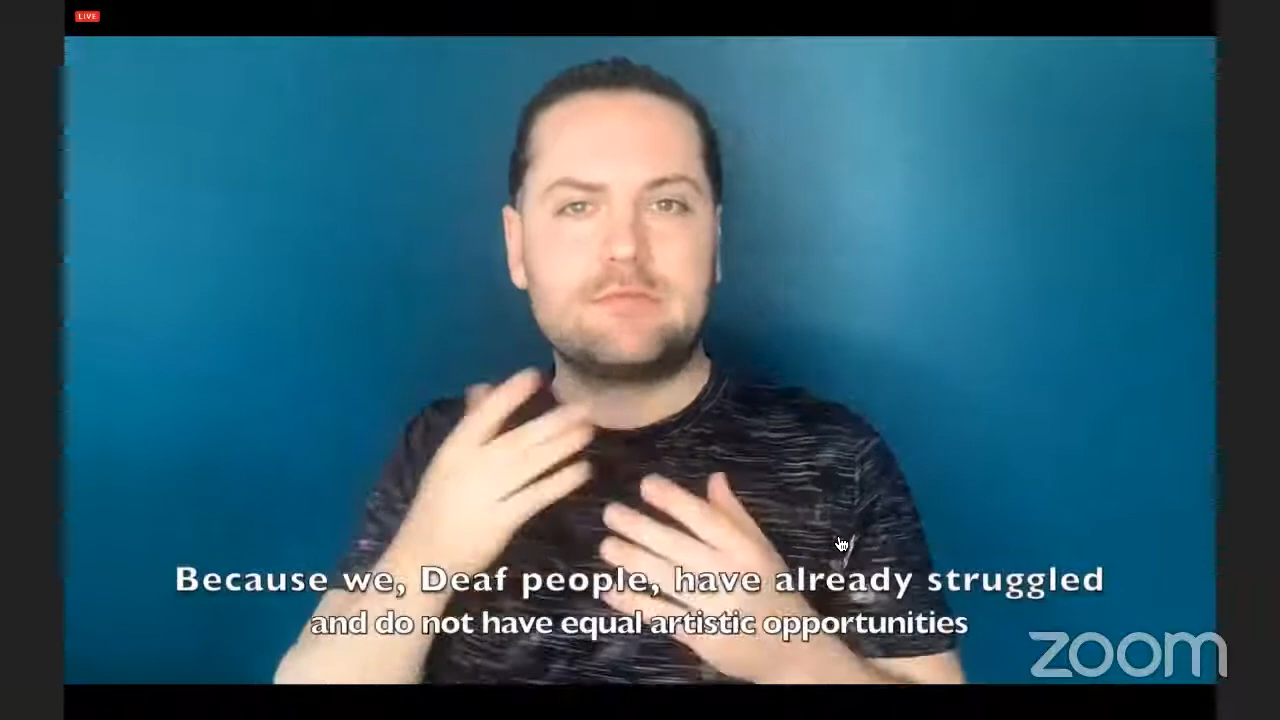 LIVE
Because we, Deaf people, have already struggled
and do not have equal artistic opportunities
zoom